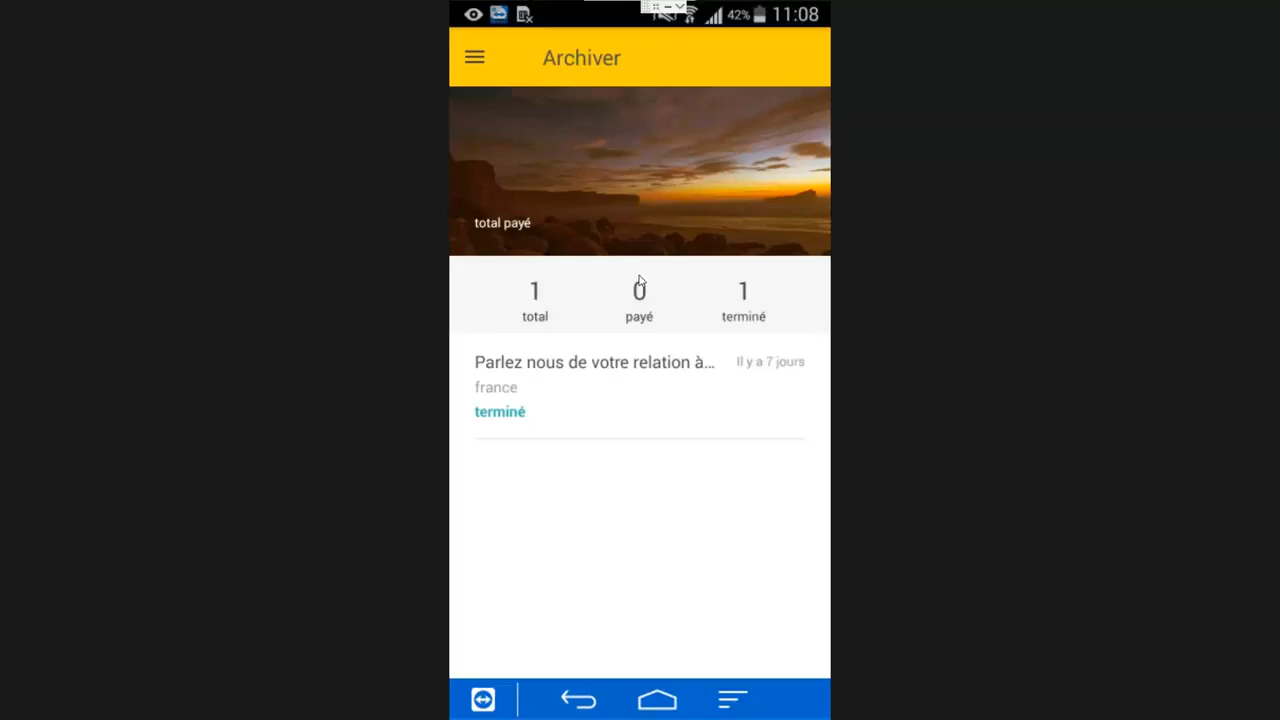 42% 11:08
Archiver
total payé
1 0 1
total payé terminé
Parlez nous de votre relation à... Il y a 7 jours
france
terminé